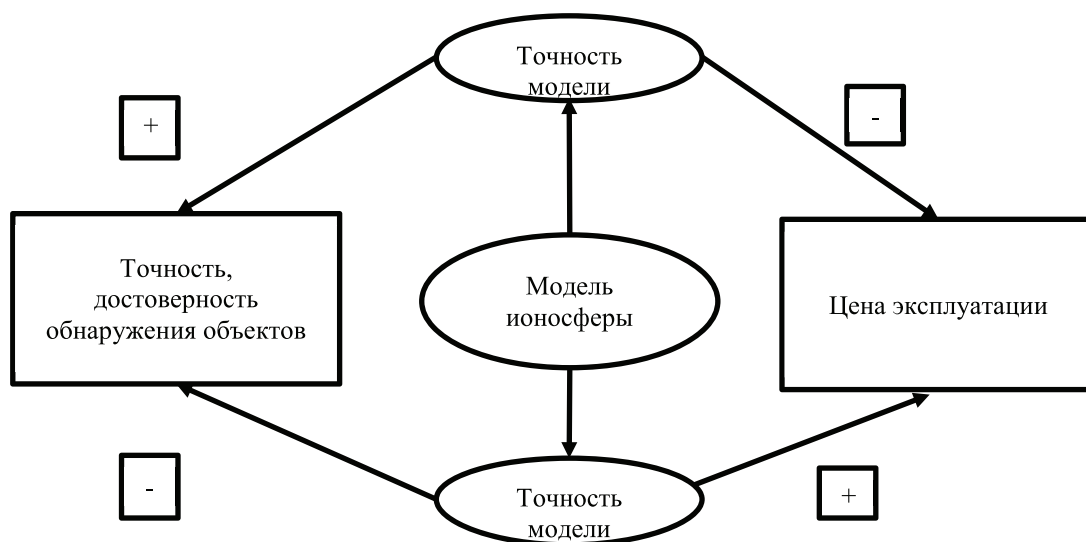 Точность
модели
+
-
Точность,
достоверность
обнаружения объектов
Модель
ионосферы
Цена эксплуатации
-
+
Точность
модели